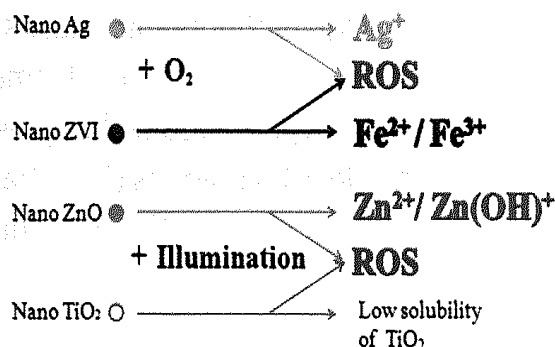 Nano Ag
Ag⁺
+ O₂
ROS
Nano ZVI
Fe²⁺/ Fe³⁺
Nano ZnO
Zn²⁺/ Zn(OH)⁺
+ Illumination
ROS
Nano TiO₂
Low solubility
of TiO₂